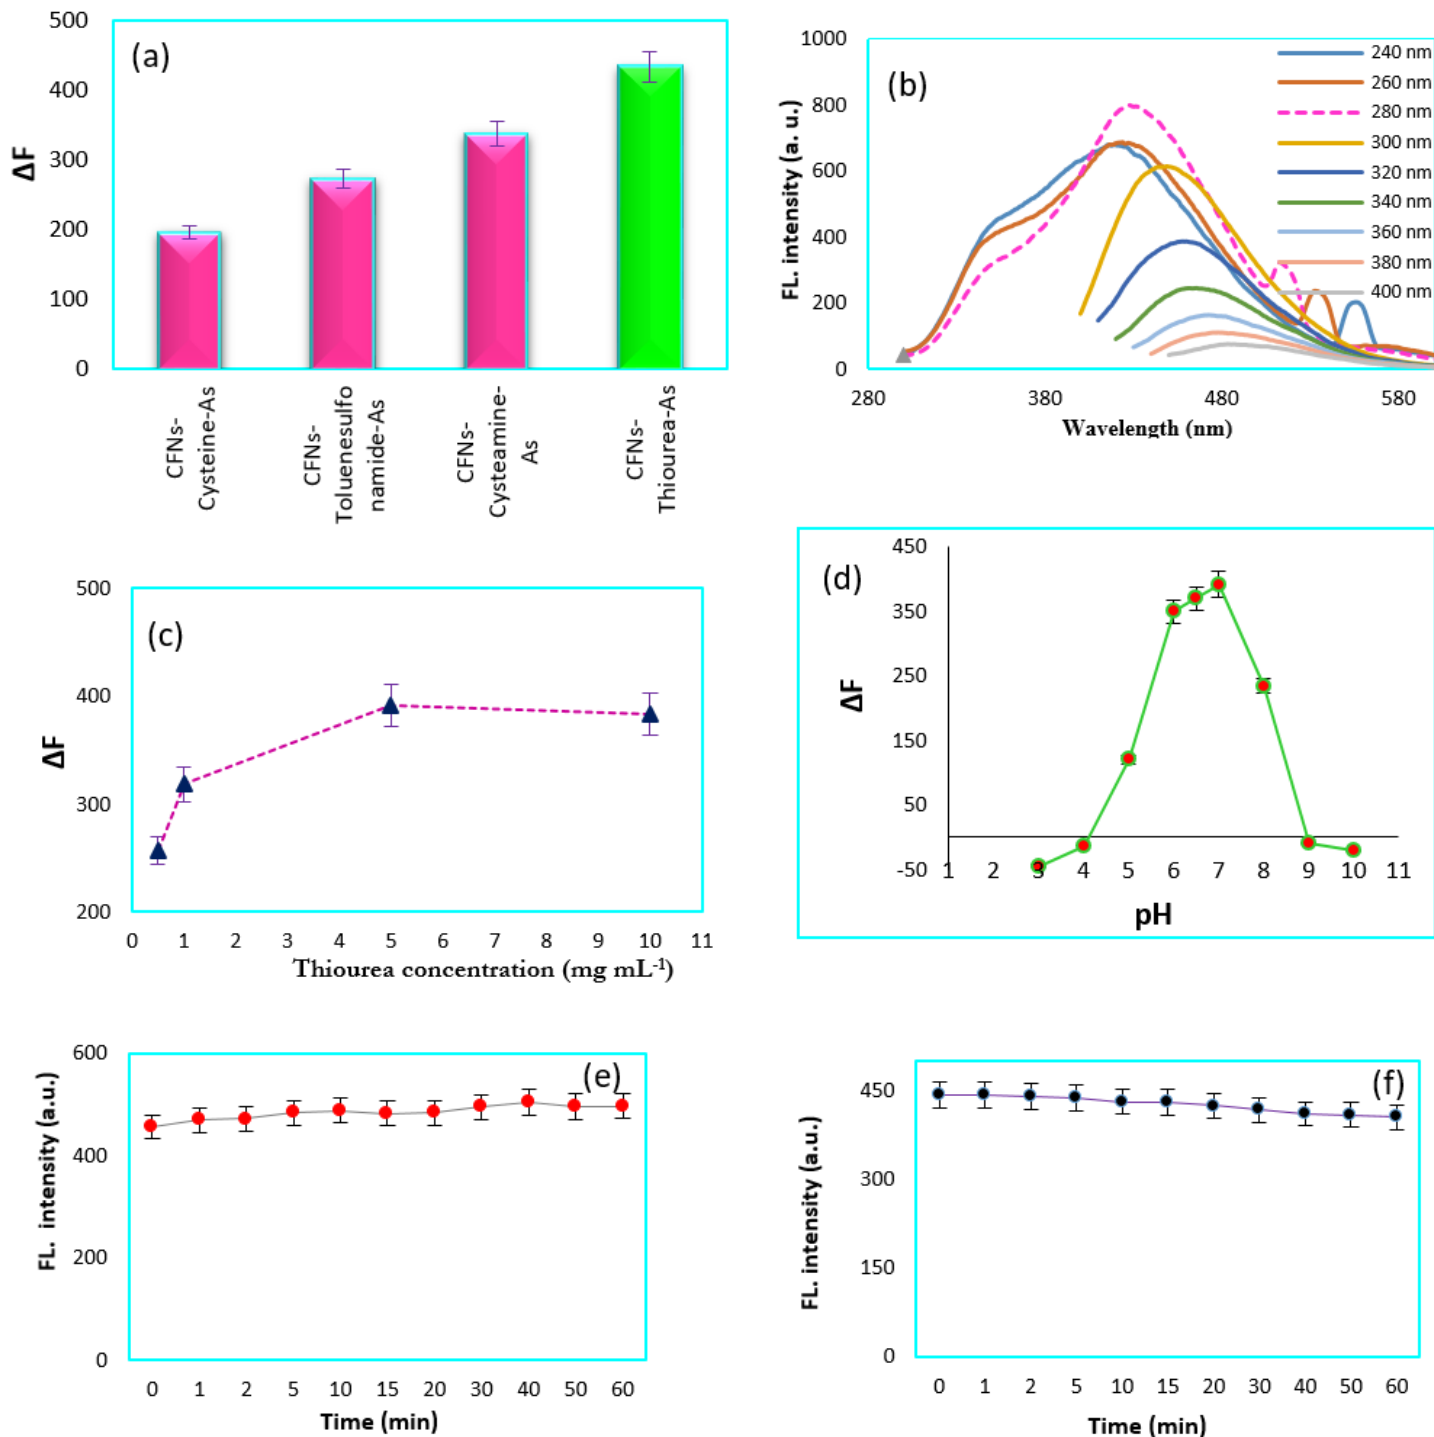 (a)
ΔF
500
400
300
200
100
0
CFNs-
Cysteine-As
CFNs-
Toluenesulfo
namide-As
CFNs-
Cysteamine-
As
CFNs-
Thiourea-As
(b)
FL. intensity (a. u.)
1000
800
600
400
200
0
280 380 480 580
Wavelength (nm)
240 nm
260 nm
280 nm
300 nm
320 nm
340 nm
360 nm
380 nm
400 nm
(c)
ΔF
500
400
300
200
0 1 2 3 4 5 6 7 8 9 10 11
Thiourea concentration (mg mL⁻¹)
(d)
ΔF
450
350
250
150
50
-50
1 2 3 4 5 6 7 8 9 10 11
pH
(e)
FL. intensity (a.u.)
600
400
200
0
0 1 2 5 10 15 20 30 40 50 60
Time (min)
(f)
FL. intensity (a.u.)
450
300
150
0
0 1 2 5 10 15 20 30 40 50 60
Time (min)